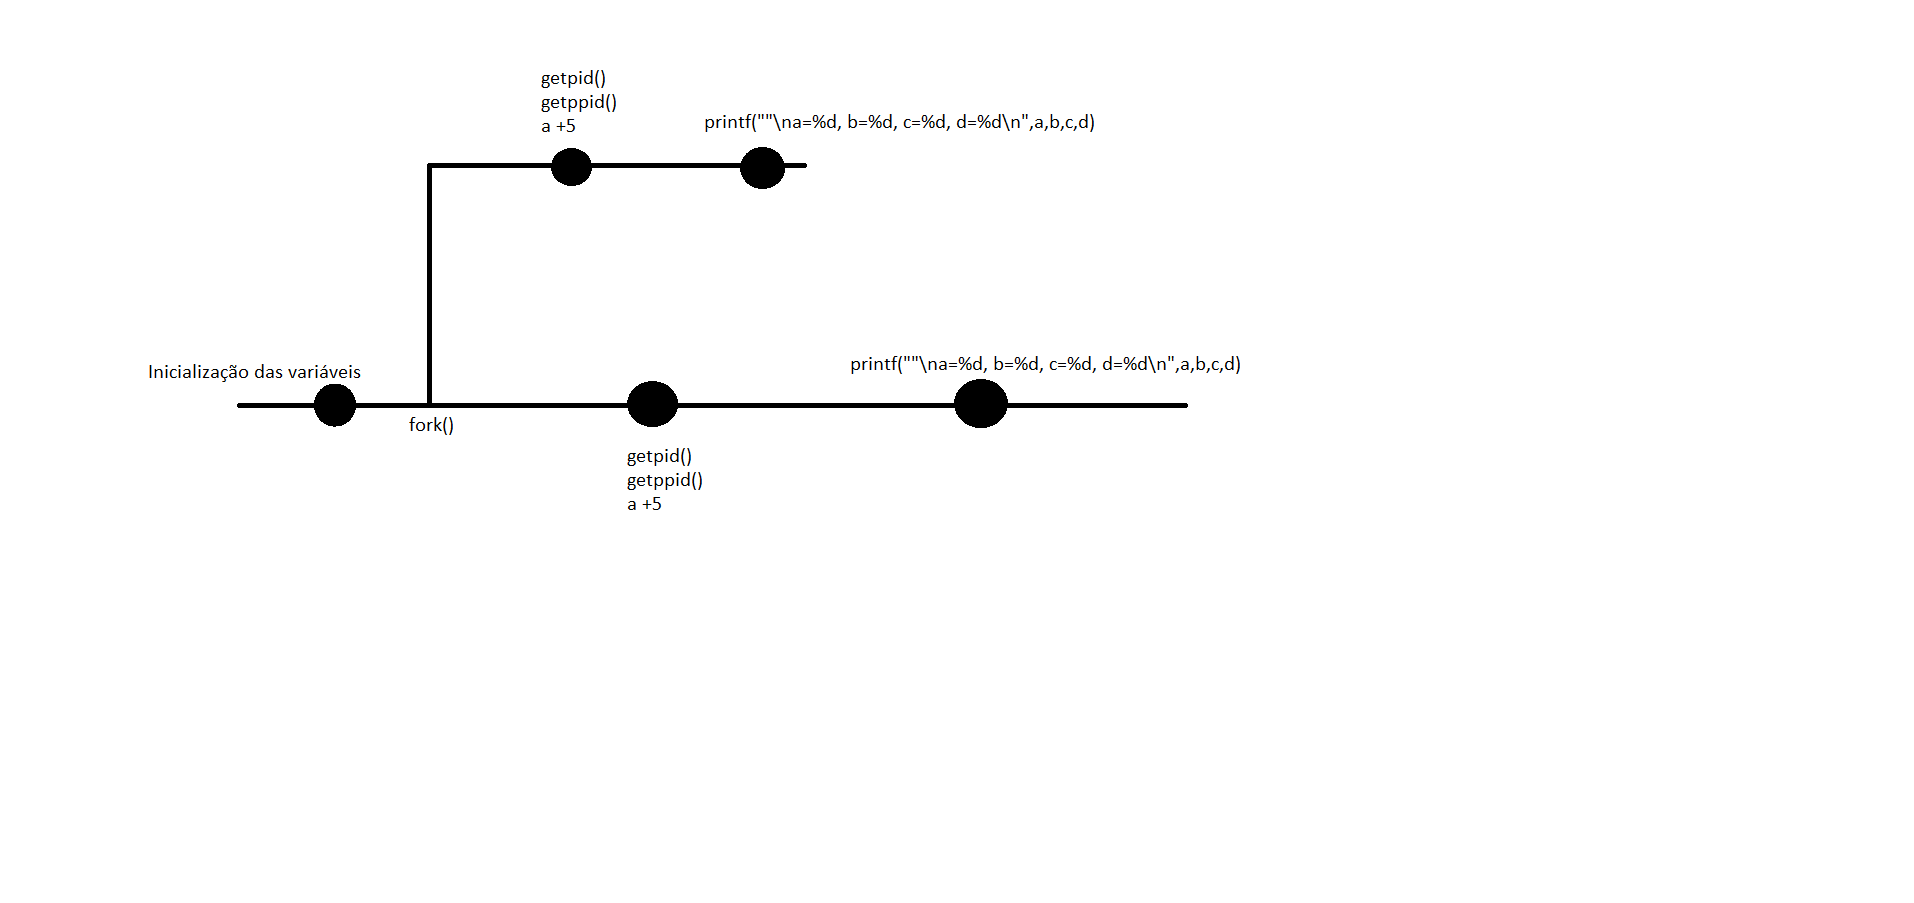 getpid()
getppid()
a +5
printf(""\na=%d, b=%d, c=%d, d=%d\n",a,b,c,d)
Inicialização das variáveis
printf(""\na=%d, b=%d, c=%d, d=%d\n",a,b,c,d)
fork()
getpid()
getppid()
a +5